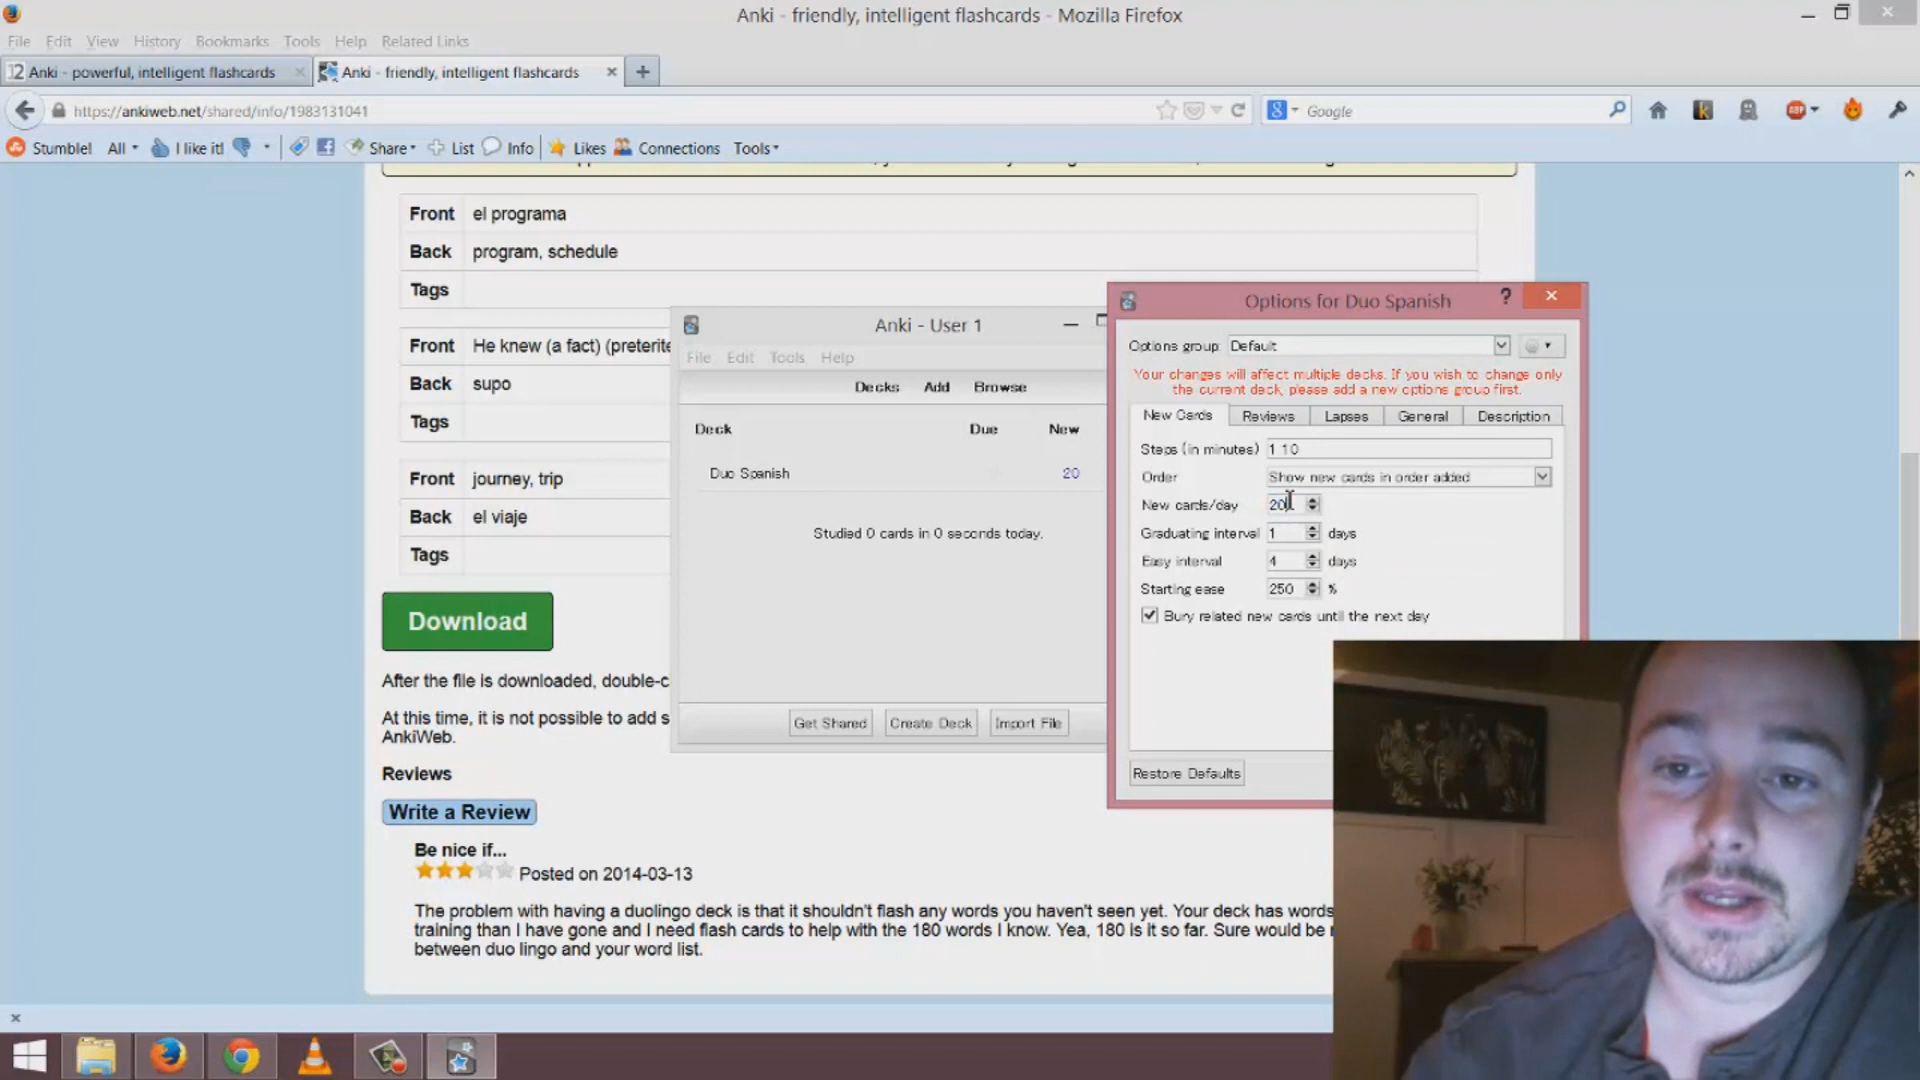 Anki - friendly, intelligent flashcards - Mozilla Firefox
File Edit View History Bookmarks Tools Help Related Links
Anki - powerful, intelligent flashcards
Anki - friendly, intelligent flashcards
https://ankiweb.net/shared/info/1983131041
Google
Stumble! All I like it! Share List Info Likes Connections Tools
Front el programa
Back program, schedule
Tags
Front He knew (a fact) (preterite
Back supo
Tags
Front journey, trip
Back el viaje
Tags
Download
After the file is downloaded, double-c
At this time, it is not possible to add s
AnkiWeb.
Reviews
Write a Review
Be nice if...
Posted on 2014-03-13
The problem with having a duolingo deck is that it shouldn't flash any words you haven't seen yet. Your deck has words
training than I have gone and I need flash cards to help with the 180 words I know. Yea, 180 is it so far. Sure would be
between duo lingo and your word list.
Anki - User 1
File Edit Tools Help
Decks Add Browse
Deck Due New
Duo Spanish 20
Studied 0 cards in 0 seconds today.
Get Shared Create Deck Import File
Options for Duo Spanish
Options group: Default
Your changes will affect multiple decks. If you wish to change only
the current deck, please add a new options group first.
New Cards Reviews Lapses General Description
Steps (in minutes) 1 10
Order Show new cards in order added
New cards/day 20
Graduating interval 1 days
Easy interval 4 days
Starting ease 250 %
Bury related new cards until the next day
Restore Defaults